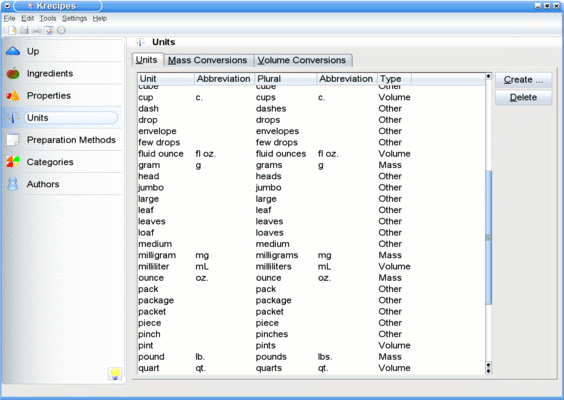 Krecipes
File Edit Tools Settings Help
Up
Ingredients
Properties
Units
Preparation Methods
Categories
Authors
Units
Units Mass Conversions Volume Conversions
Unit Abbreviation Plural Abbreviation Type
cube cube Other
cup c. cups c. Volume
dash dashes Other
drop drops Other
envelope envelopes Other
few drops few drops Other
fluid ounce fl oz. fluid ounces fl oz. Volume
gram g grams g Mass
head heads Other
jumbo jumbo Other
large large Other
leaf leaf Other
leaves leaves Other
loaf loaves Other
medium medium Other
milligram mg milligrams mg Mass
milliliter mL milliliters mL Volume
ounce oz. ounces oz. Mass
pack pack Other
package package Other
packet packet Other
piece piece Other
pinch pinches Other
pint pints Volume
pound lb. pounds lbs. Mass
quart qt. quarts qt. Volume
Create ...
Delete